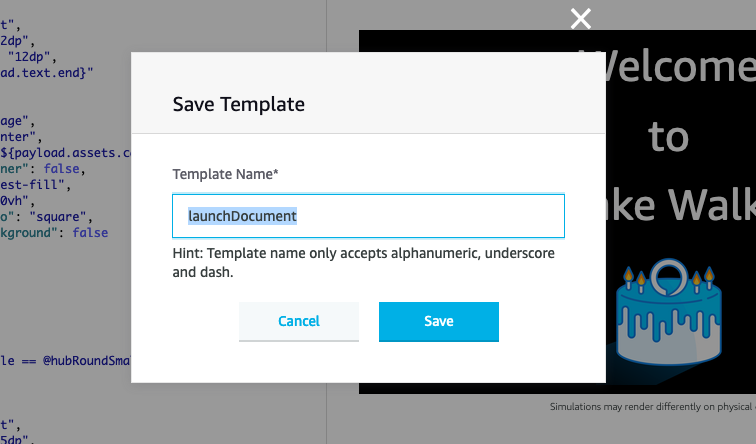 t",
2dp",
"12dp",
ad.text.end}"
age",
nter",
${payload.assets.c
ner": false,
est-fill",
0vh",
o": "square",
kground": false
le == @hubRoundSma
t",
5dp",
Save Template
Template Name*
launchDocument
Hint: Template name only accepts alphanumeric, underscore
and dash.
Cancel
Save
Welcome
to
ke Walk
Simulations may render differently on physical